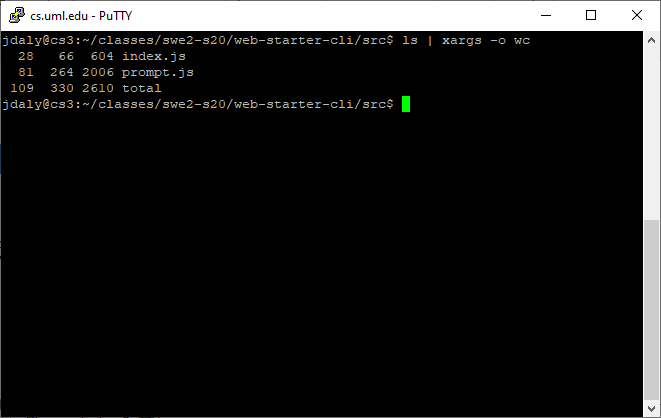 cs.uml.edu - PuTTY
jdaly@cs3:~/classes/swe2-s20/web-starter-cli/src$ ls | xargs -o wc
28 66 604 index.js
81 264 2006 prompt.js
109 330 2610 total
jdaly@cs3:~/classes/swe2-s20/web-starter-cli/src$